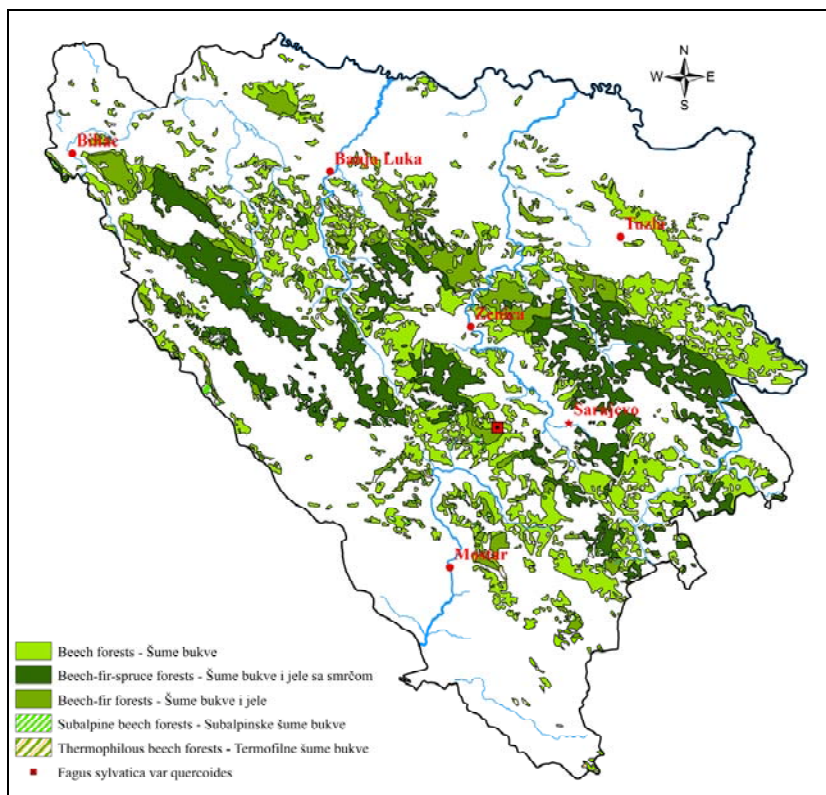 N
W E
S
Bihać
Banja Luka
Tuzla
Zenica
Sarajevo
Mostar
Beech forests - Šume bukve
Beech-fir-spruce forests - Šume bukve i jele sa smrčom
Beech-fir forests - Šume bukve i jele
Subalpine beech forests - Subalpinske šume bukve
Thermophilous beech forests - Termofilne šume bukve
Fagus sylvatica var quercoides